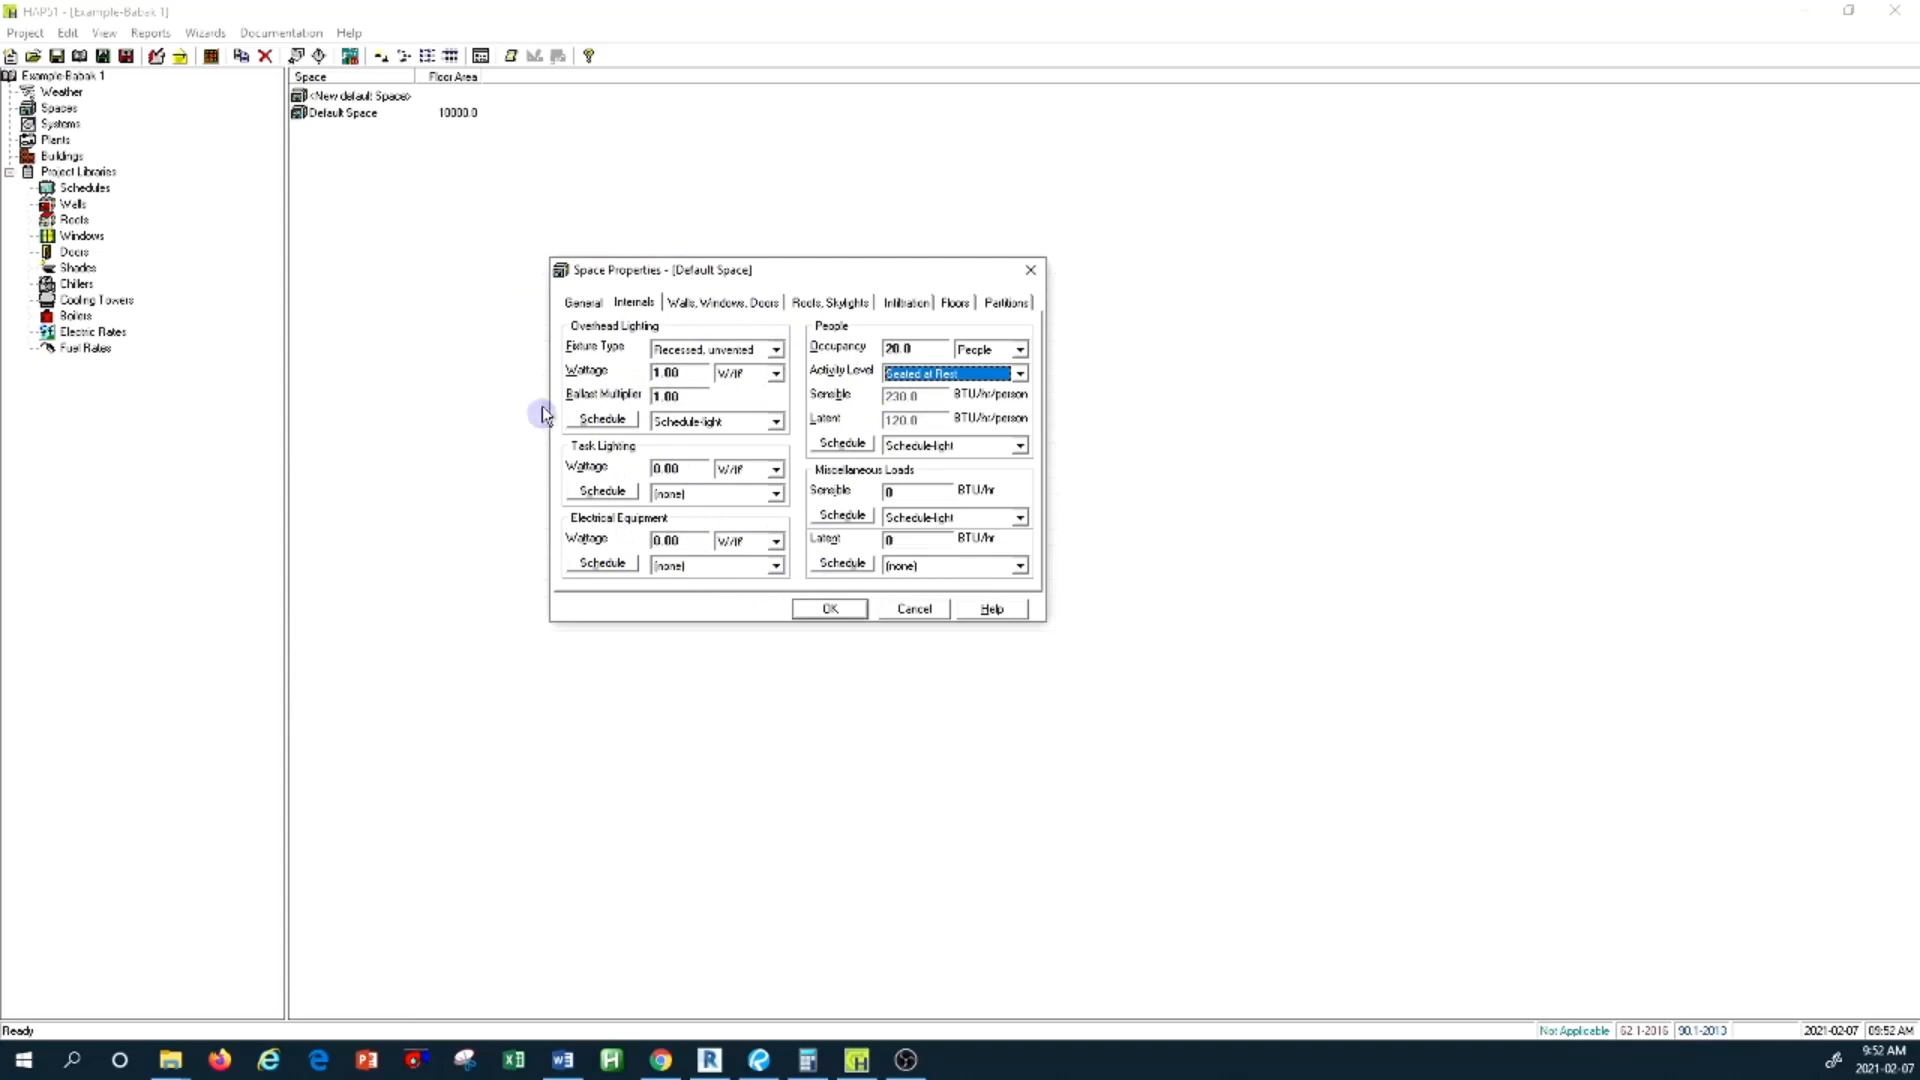 HAP51 - [Example-Babak 1]
Project Edit View Reports Wizards Documentation Help
Example-Babak 1
Weather
Spaces
Systems
Plants
Buildings
Project Libraries
Schedules
Walls
Roofs
Windows
Doors
Shades
Chillers
Cooling Towers
Boilers
Electric Rates
Fuel Rates
Space Floor Area
<New default Space>
Default Space 10000.0
Space Properties - [Default Space]
General Internals Walls, Windows, Doors Roofs, Skylights Infiltration Floors Partitions
Overhead Lighting
Fixture Type Recessed, unvented
Wattage 1.00 W/ft²
Ballast Multiplier 1.00
Schedule Schedule-light
Task Lighting
Wattage 0.00 W/ft²
Schedule (none)
Electrical Equipment
Wattage 0.00 W/ft²
Schedule (none)
People
Occupancy 20.0 People
Activity Level Seated at Rest
Sensible 230.0 BTU/hr/person
Latent 120.0 BTU/hr/person
Schedule Schedule-light
Miscellaneous Loads
Sensible 0 BTU/hr
Schedule Schedule-light
Latent 0 BTU/hr
Schedule (none)
OK Cancel Help
Ready Not Applicable 62.1-2016 90.1-2013 2021-02-07 09:52 AM
9:52 AM
2021-02-07